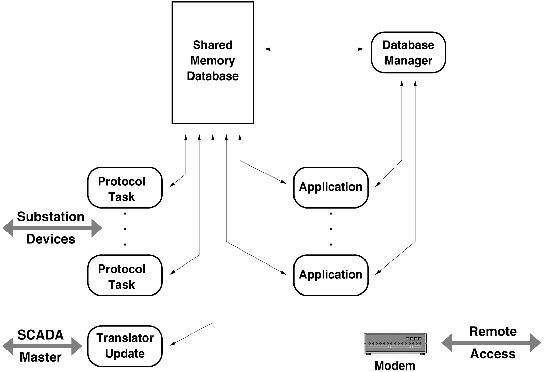 Shared
Memory
Database
Database
Manager
Protocol
Task
Application
Substation
Devices
Protocol
Task
Application
SCADA
Master
Translator
Update
Modem
Remote
Access